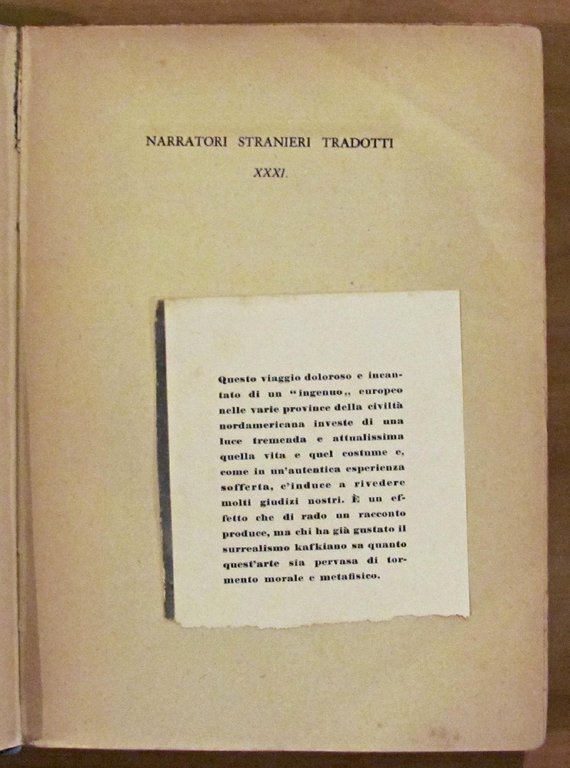 NARRATORI STRANIERI TRADOTTI
XXXI.
Questo viaggio doloroso e incan-
tato di un "ingenuo„ europeo
nelle varie province della civiltà
nordamericana investe di una
luce tremenda e attualissima
quella vita e quel costume e,
come in un'autentica esperienza
sofferta, c'induce a rivedere
molti giudizi nostri. È un ef-
fetto che di rado un racconto
produce, ma chi ha già gustato il
surrealismo kafkiano sa quanto
quest'arte sia pervasa di tor-
mento morale e metafisico.